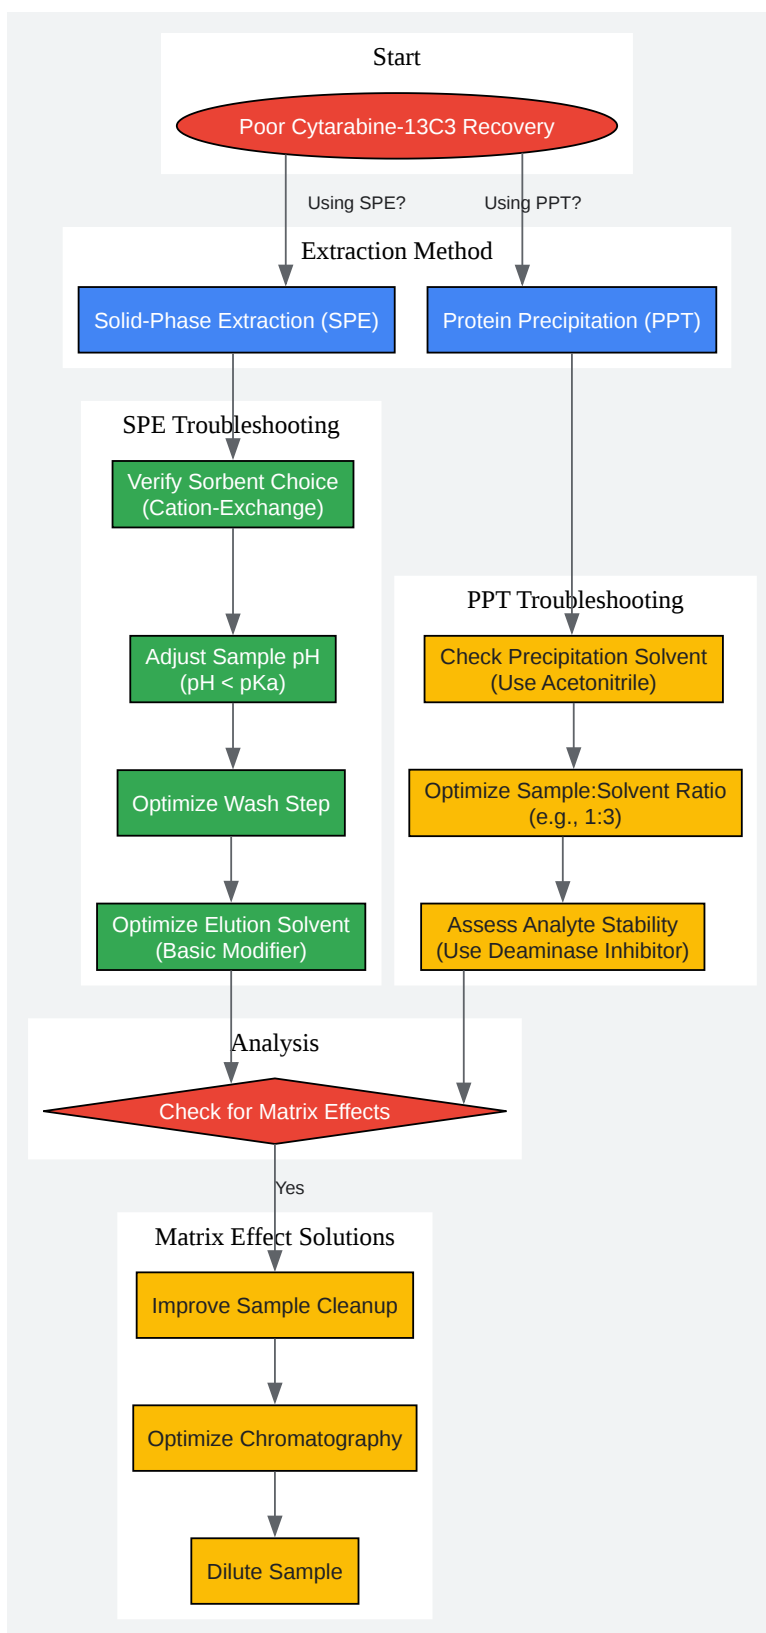 Start
Poor Cytarabine-13C3 Recovery
Using SPE?
Using PPT?
Extraction Method
Solid-Phase Extraction (SPE)
Protein Precipitation (PPT)
SPE Troubleshooting
Verify Sorbent Choice
(Cation-Exchange)
Adjust Sample pH
(pH < pKa)
Optimize Wash Step
Optimize Elution Solvent
(Basic Modifier)
PPT Troubleshooting
Check Precipitation Solvent
(Use Acetonitrile)
Optimize Sample:Solvent Ratio
(e.g., 1:3)
Assess Analyte Stability
(Use Deaminase Inhibitor)
Analysis
Check for Matrix Effects
Yes
Matrix Effect Solutions
Improve Sample Cleanup
Optimize Chromatography
Dilute Sample